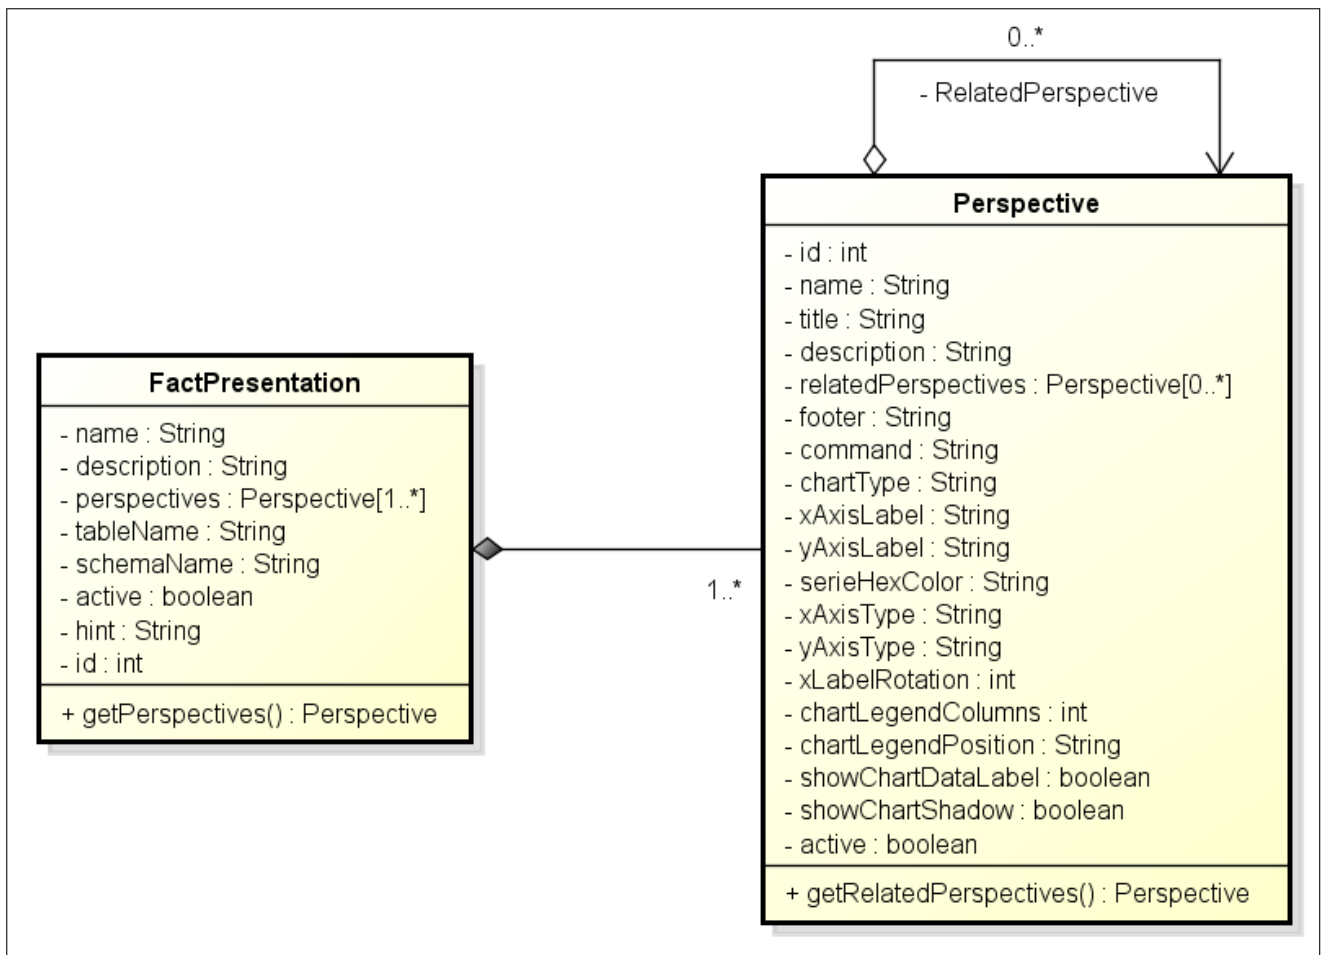 0..*
- RelatedPerspective
Perspective
- id : int
- name : String
- title : String
- description : String
- relatedPerspectives : Perspective[0..*]
- footer : String
- command : String
- chartType : String
- xAxisLabel : String
- yAxisLabel : String
- serieHexColor : String
- xAxisType : String
- yAxisType : String
- xLabelRotation : int
- chartLegendColumns : int
- chartLegendPosition : String
- showChartDataLabel : boolean
- showChartShadow : boolean
- active : boolean
+ getRelatedPerspectives() : Perspective
FactPresentation
- name : String
- description : String
- perspectives : Perspective[1..*]
- tableName : String
- schemaName : String
- active : boolean
- hint : String
- id : int
+ getPerspectives() : Perspective
1..*